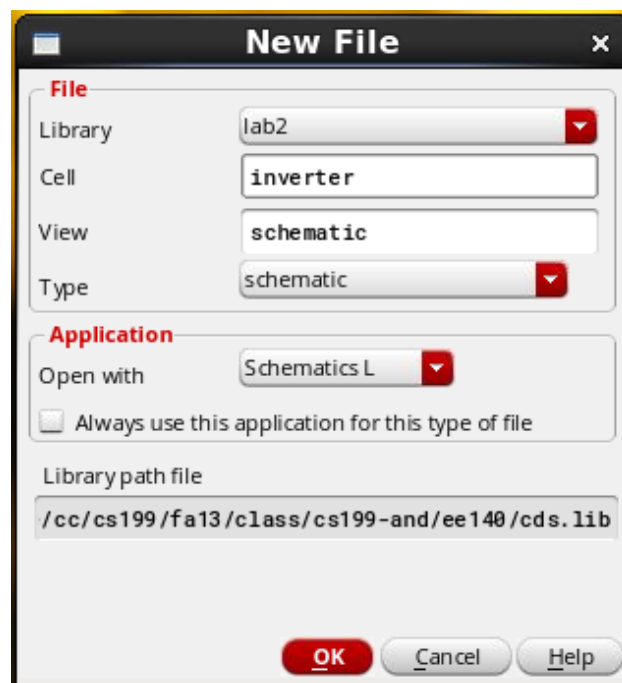 New File
File
Library lab2
Cell inverter
View schematic
Type schematic
Application
Open with Schematics L
Always use this application for this type of file
Library path file
/cc/cs199/fa13/class/cs199-and/ee140/cds.lib
OK Cancel Help